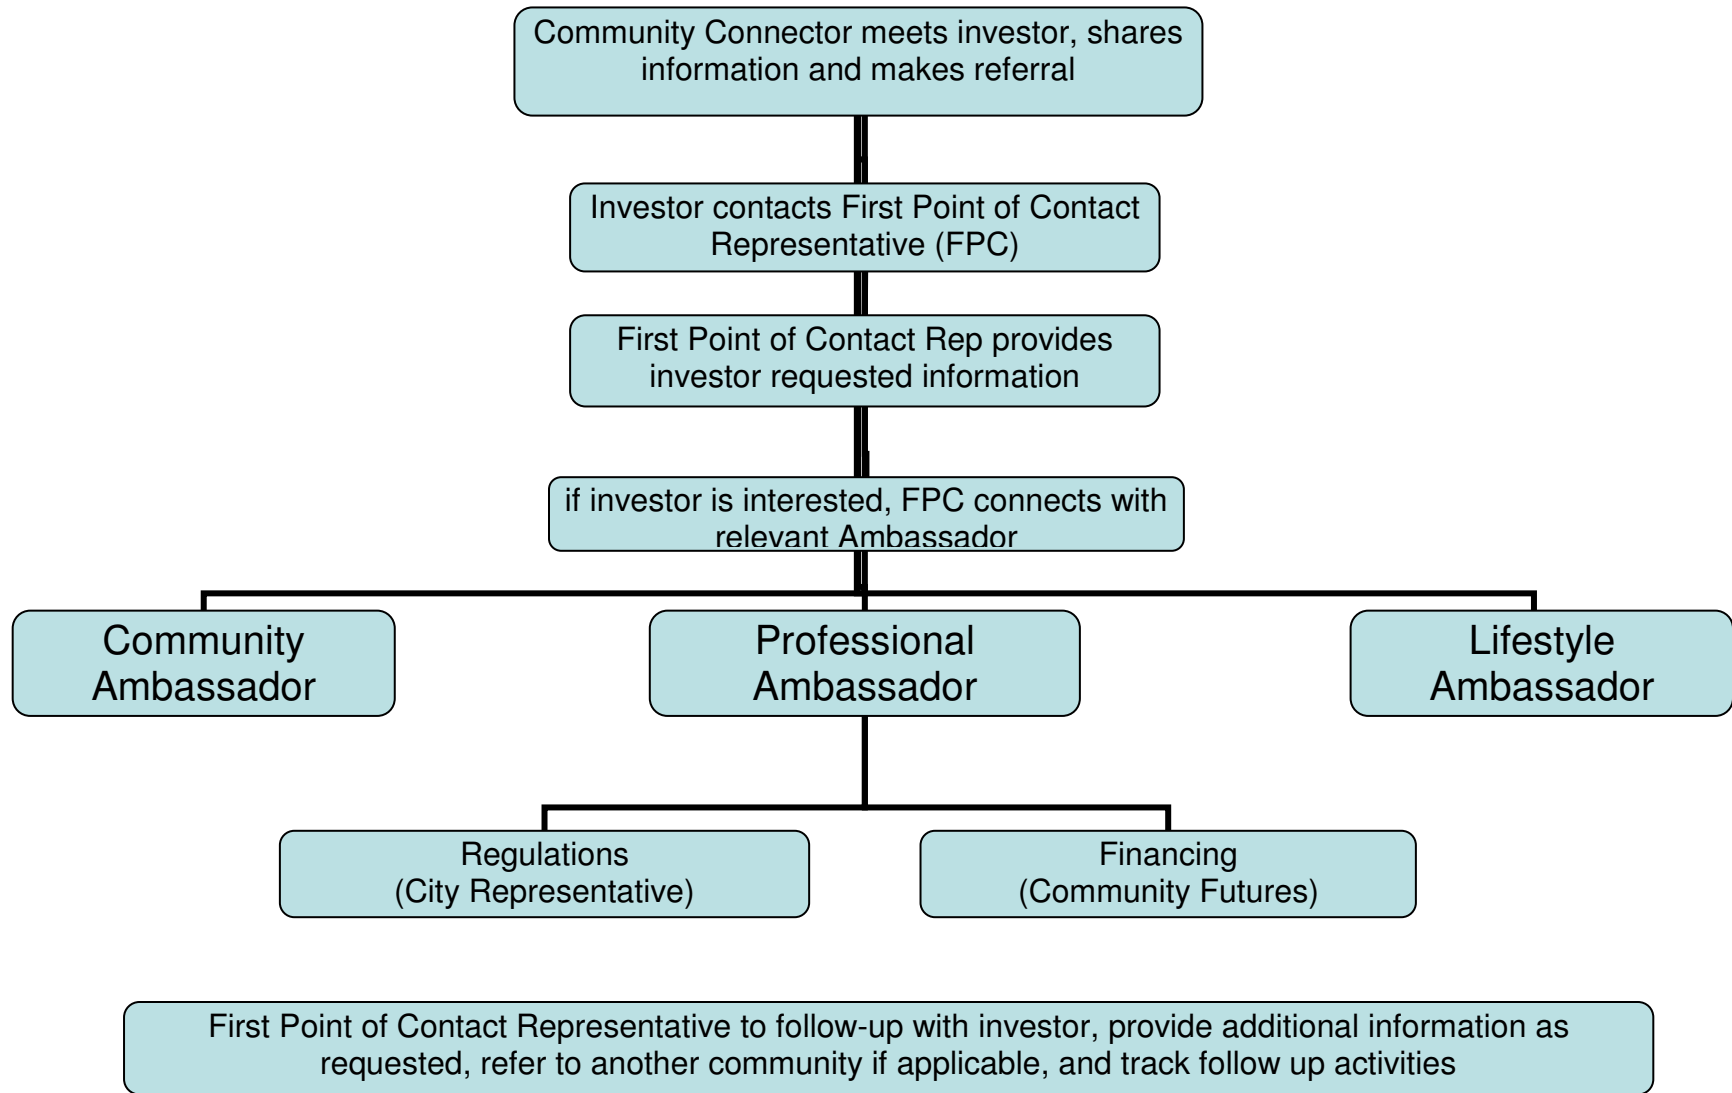 Community Connector meets investor, shares
information and makes referral
Investor contacts First Point of Contact
Representative (FPC)
First Point of Contact Rep provides
investor requested information
if investor is interested, FPC connects with
relevant Ambassador
Community
Ambassador
Professional
Ambassador
Lifestyle
Ambassador
Regulations
(City Representative)
Financing
(Community Futures)
First Point of Contact Representative to follow-up with investor, provide additional information as
requested, refer to another community if applicable, and track follow up activities